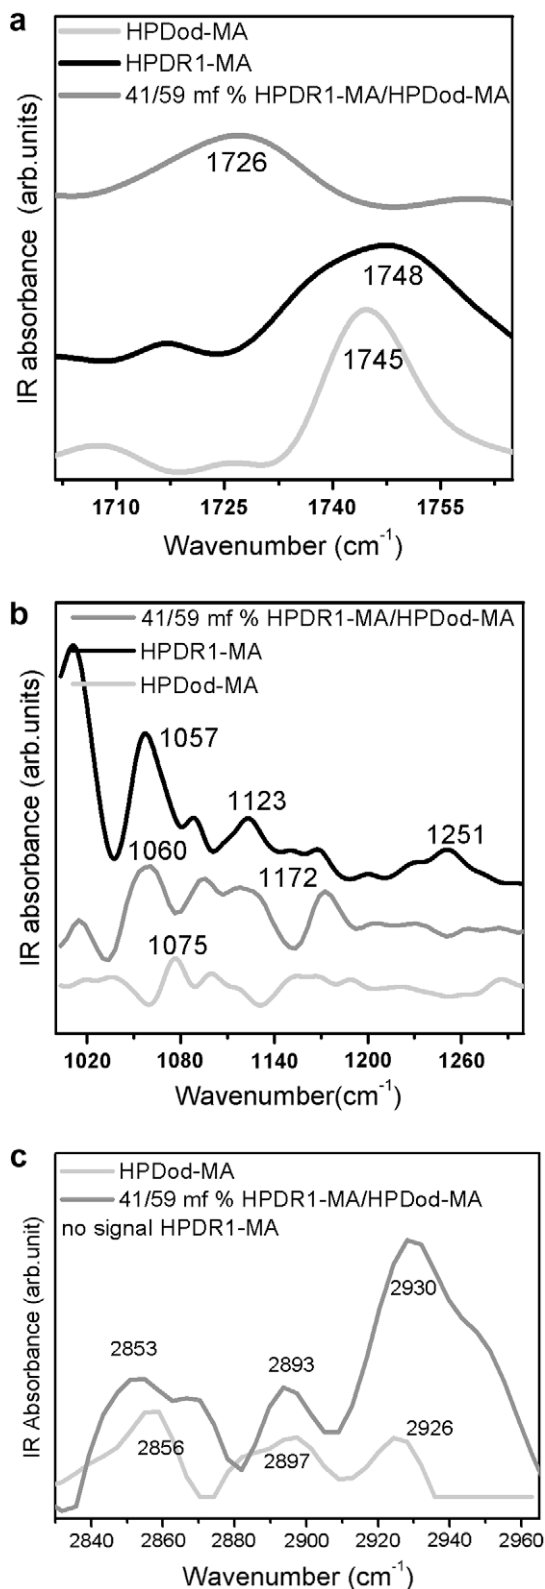 a
HPDod-MA
HPDR1-MA
41/59 mf % HPDR1-MA/HPDod-MA
1726
1748
1745
IR absorbance (arb.units)
1710 1725 1740 1755
Wavenumber (cm⁻¹)
b
41/59 mf % HPDR1-MA/HPDod-MA
HPDR1-MA
HPDod-MA
1057
1123
1251
1060
1172
1075
IR absorbance (arb.units)
1020 1080 1140 1200 1260
Wavenumber(cm⁻¹)
c
HPDod-MA
41/59 mf % HPDR1-MA/HPDod-MA
no signal HPDR1-MA
2930
2853
2893
2926
2856
2897
IR Absorbance (arb.unit)
2840 2860 2880 2900 2920 2940 2960
Wavenumber (cm⁻¹)